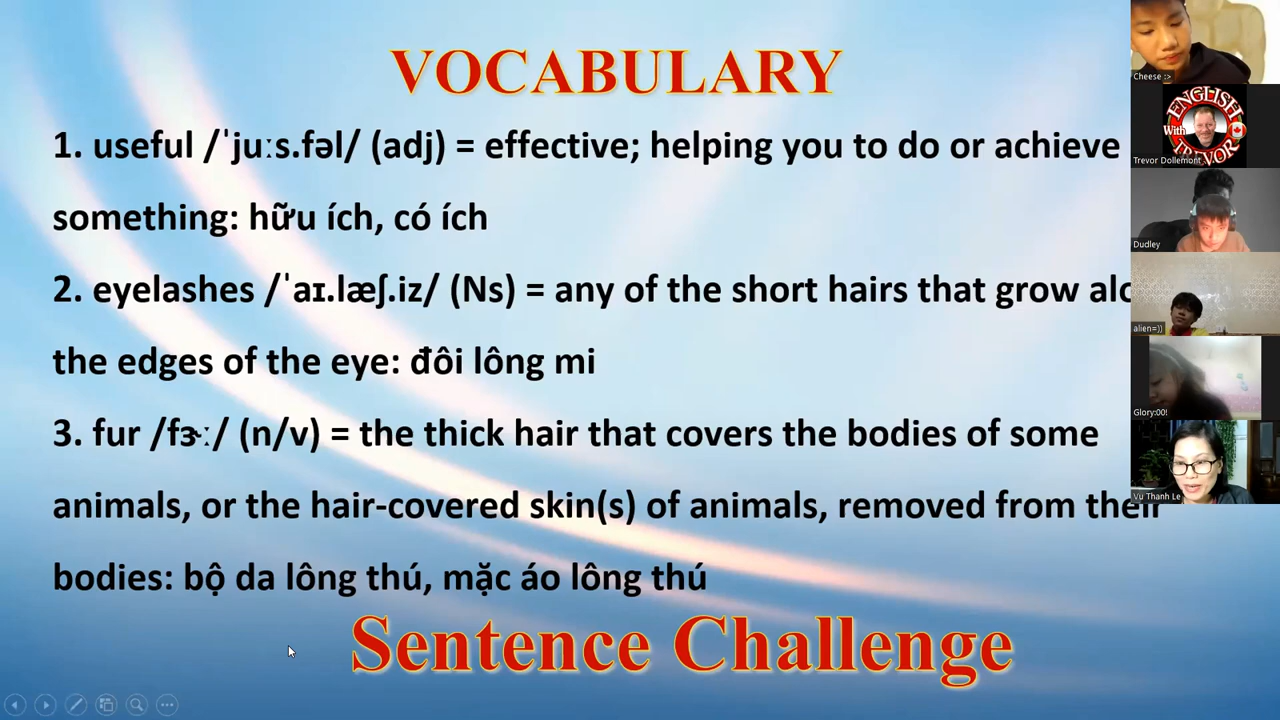 VOCABULARY
1. useful /ˈjuːs.fəl/ (adj) = effective; helping you to do or achieve
something: hữu ích, có ích
2. eyelashes /ˈaɪ.læʃ.iz/ (Ns) = any of the short hairs that grow
the edges of the eye: đôi lông mi
3. fur /fɝː/ (n/v) = the thick hair that covers the bodies of some
animals, or the hair-covered skin(s) of animals, removed from their
bodies: bộ da lông thú, mặc áo lông thú
Sentence Challenge
Cheese :>
ENGLISH
With
TREVOR
Trevor Dollemont
Dudley
alien=))
Glory:00!
Vu Thanh Le